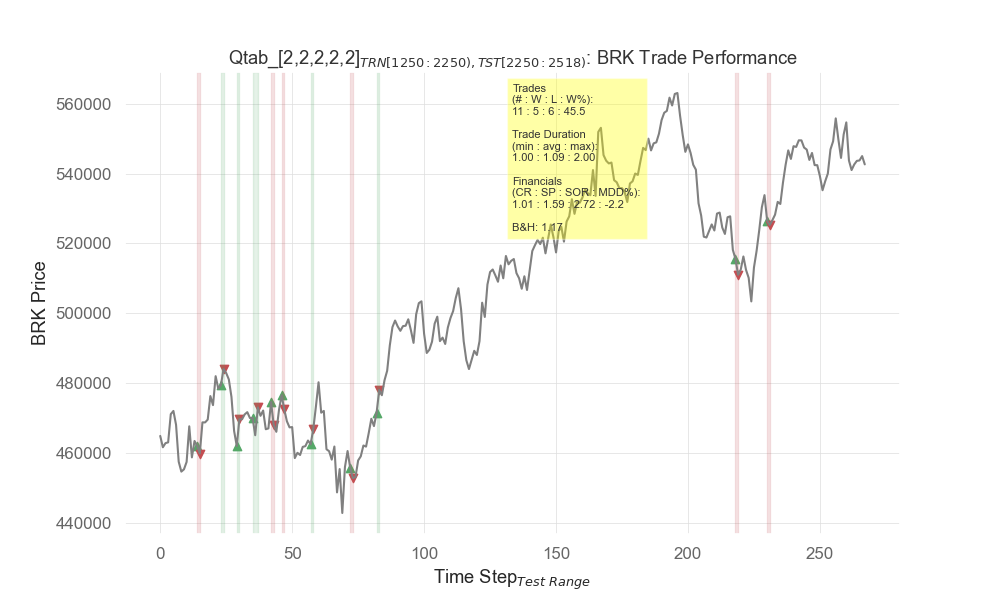 Qtab_[2,2,2,2,2]TRN[1250:2250),TST[2250:2518): BRK Trade Performance
Trades
(# : W : L : W%):
11 : 5 : 6 : 45.5
Trade Duration
(min : avg : max):
1.00 : 1.09 : 2.00
Financials
(CR : SP : SOR : MDD%):
1.01 : 1.59 : 2.72 : -2.2
B&H: 1.17
560000
540000
520000
500000
480000
460000
440000
BRK Price
0 50 100 150 200 250
Time StepTest Range